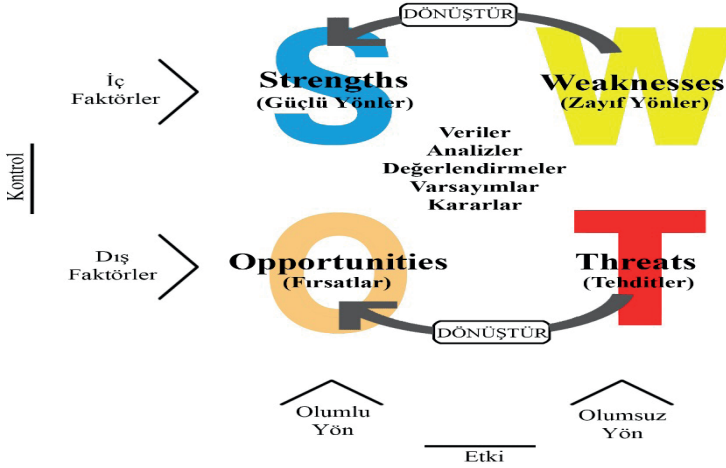 DÖNÜŞTÜR
S
W
İç
Faktörler
Strengths
(Güçlü Yönler)
Weaknesses
(Zayıf Yönler)
Veriler
Analizler
Değerlendirmeler
Varsayımlar
Kararlar
Kontrol
O
T
Dış
Faktörler
Opportunities
(Fırsatlar)
Threats
(Tehditler)
DÖNÜŞTÜR
Olumlu
Yön
Olumsuz
Yön
Etki